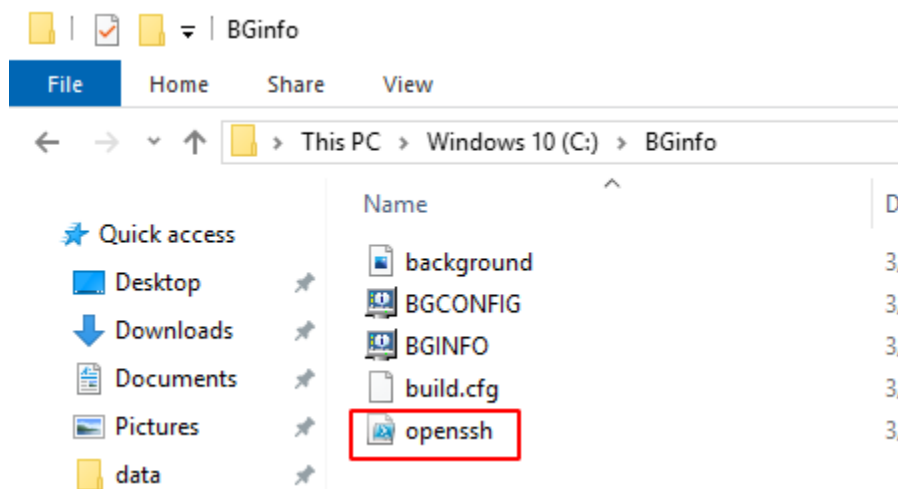 BGinfo
File Home Share View
This PC > Windows 10 (C:) > BGinfo
Name
Quick access
Desktop
Downloads
Documents
Pictures
data
background
BGCONFIG
BGINFO
build.cfg
openssh